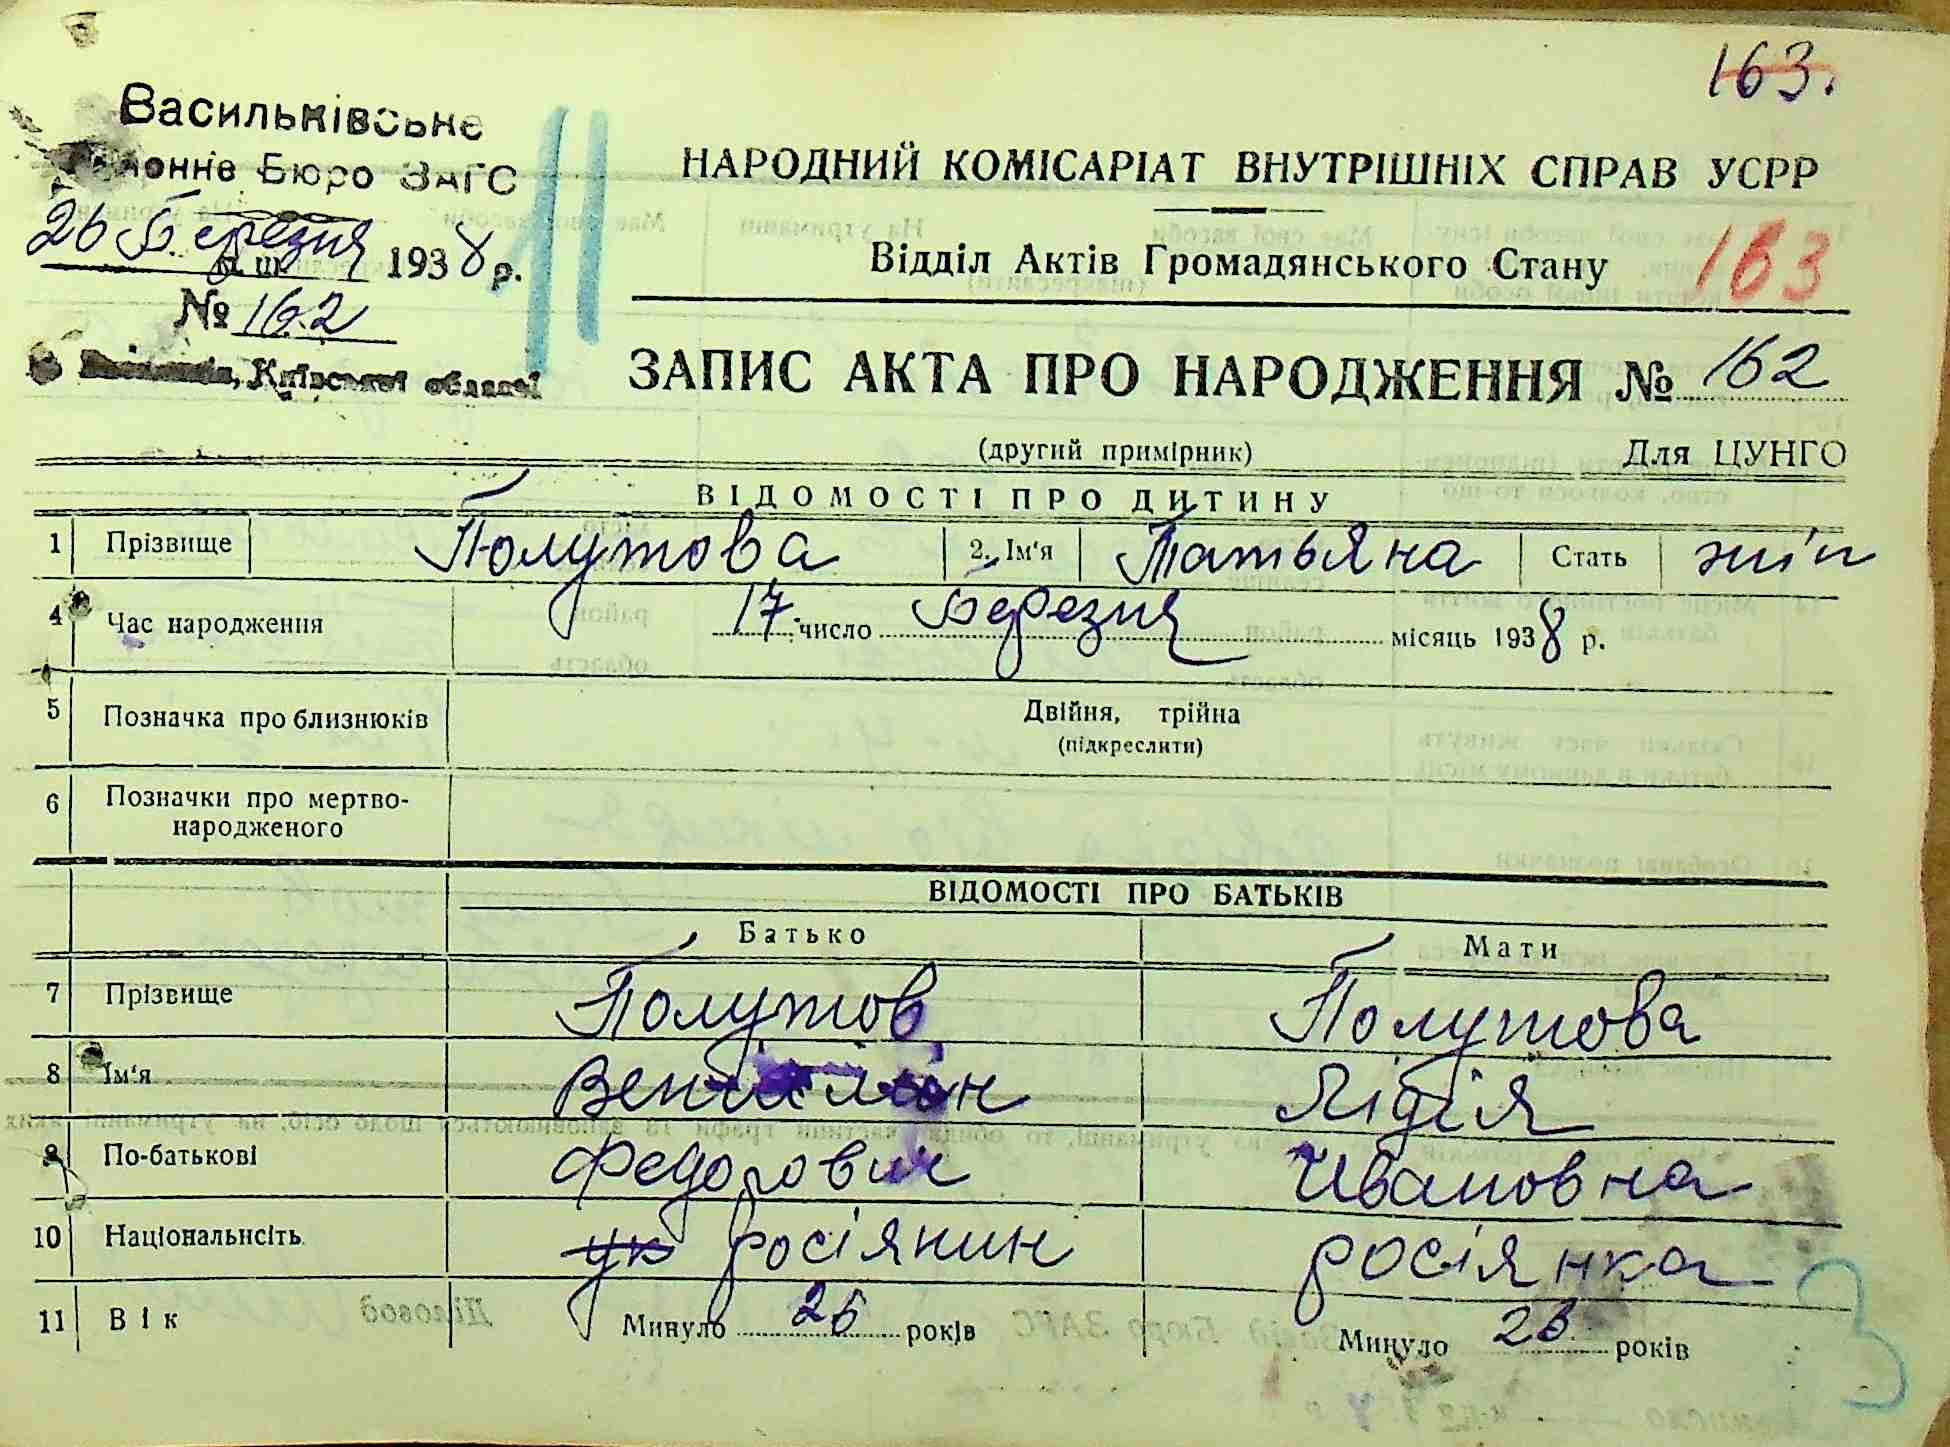 163.
Васильківське
Бюро ЗАГС
26 Березня 1938 р.
№ 162
Київської області
НАРОДНИЙ КОМІСАРІАТ ВНУТРІШНІХ СПРАВ УСРР
Відділ Актів Громадянського Стану 163
ЗАПИС АКТА ПРО НАРОДЖЕННЯ № 162
(другий примірник) Для ЦУНГО
ВІДОМОСТІ ПРО ДИТИНУ
1 Прізвище Полутова 2. Ім'я Татьяна Стать жін
4 Час народження 17 число Березня місяць 1938 р.
5 Позначка про близнюків Двійня, трійна
(підкреслити)
6 Позначки про мертво-
народженого
ВІДОМОСТІ ПРО БАТЬКІВ
Батько Мати
7 Прізвище Полутов Полутова
8 Ім'я Лідія
9 По-батькові Федорович Ивановна
10 Національність ук росіянин росіянка
11 Вік Минуло 26 років Минуло 26 років
3